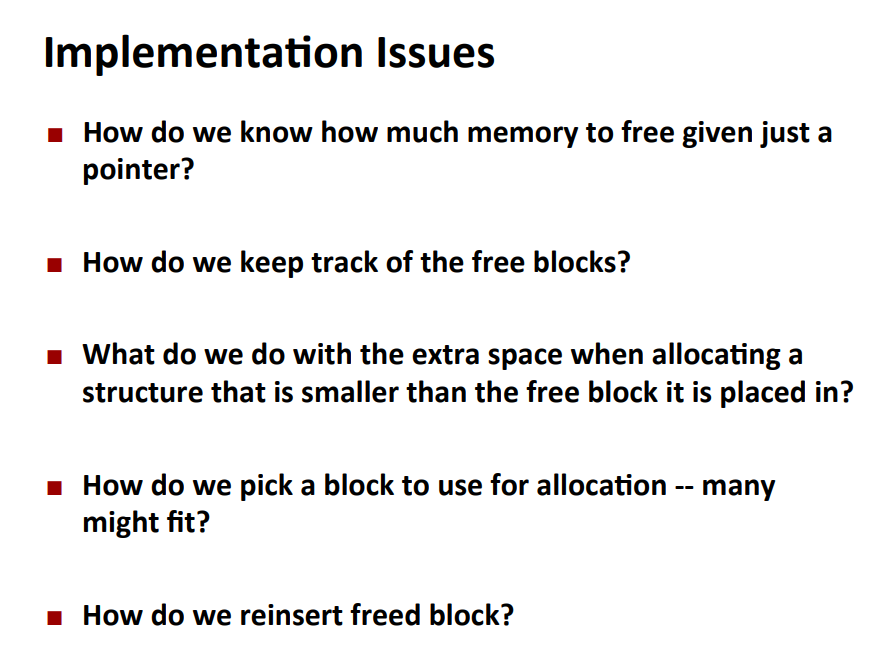 Implementation Issues
How do we know how much memory to free given just a
pointer?
How do we keep track of the free blocks?
What do we do with the extra space when allocating a
structure that is smaller than the free block it is placed in?
How do we pick a block to use for allocation -- many
might fit?
How do we reinsert freed block?